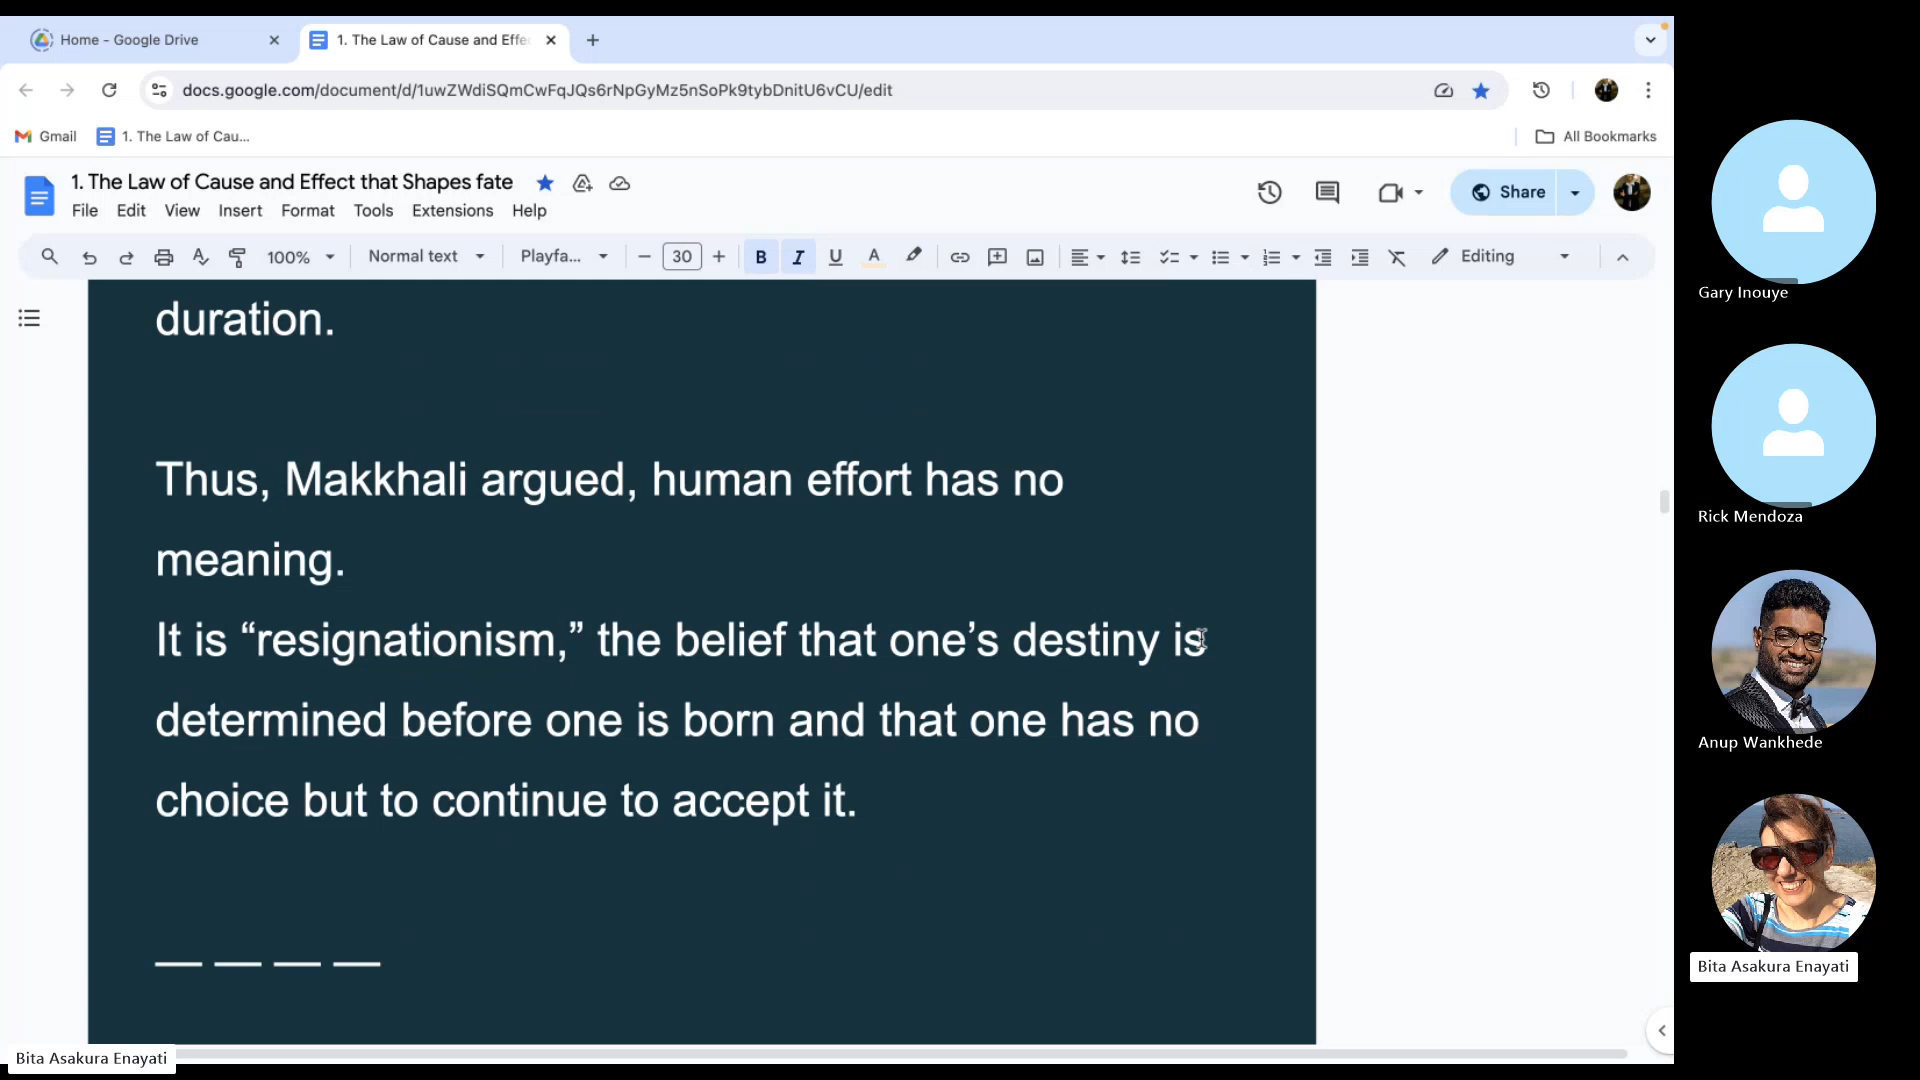 Home - Google Drive
1. The Law of Cause and Effe
docs.google.com/document/d/1uwZWdiSQmCwFqJQs6rNpGyMz5nSoPk9tybDnitU6vCU/edit
Gmail
1. The Law of Cau...
All Bookmarks
1. The Law of Cause and Effect that Shapes fate
Share
File Edit View Insert Format Tools Extensions Help
100% Normal text Playfa... 30 B I U A Editing
duration.
Thus, Makkhali argued, human effort has no
meaning.
It is “resignationism,” the belief that one’s destiny is
determined before one is born and that one has no
choice but to continue to accept it.
Bita Asakura Enayati
Gary Inouye
Rick Mendoza
Anup Wankhede
Bita Asakura Enayati